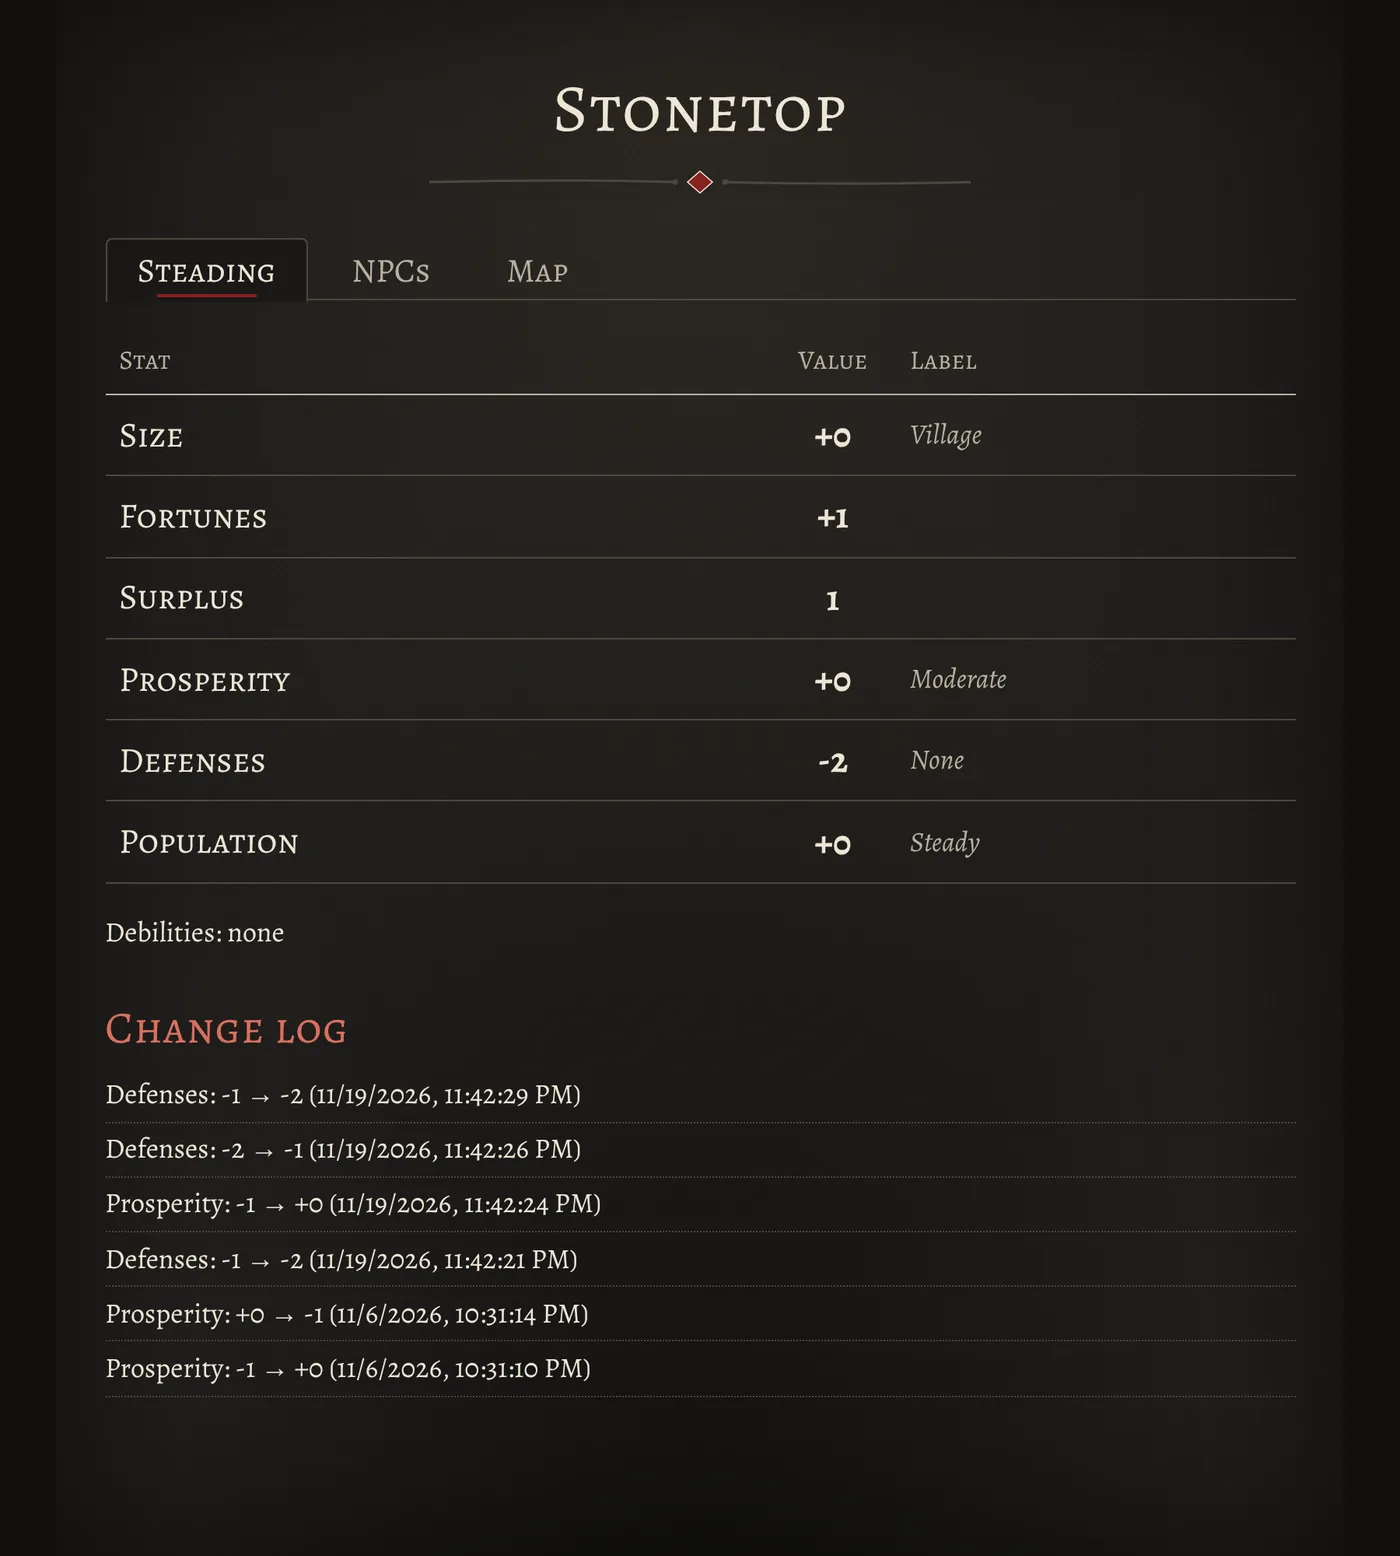 Stonetop
Steading NPCs Map
Stat Value Label
Size +0 Village
Fortunes +1
Surplus 1
Prosperity +0 Moderate
Defenses -2 None
Population +0 Steady
Debilities: none
Change log
Defenses: -1 → -2 (11/19/2026, 11:42:29 PM)
Defenses: -2 → -1 (11/19/2026, 11:42:26 PM)
Prosperity: -1 → +0 (11/19/2026, 11:42:24 PM)
Defenses: -1 → -2 (11/19/2026, 11:42:21 PM)
Prosperity: +0 → -1 (11/6/2026, 10:31:14 PM)
Prosperity: -1 → +0 (11/6/2026, 10:31:10 PM)